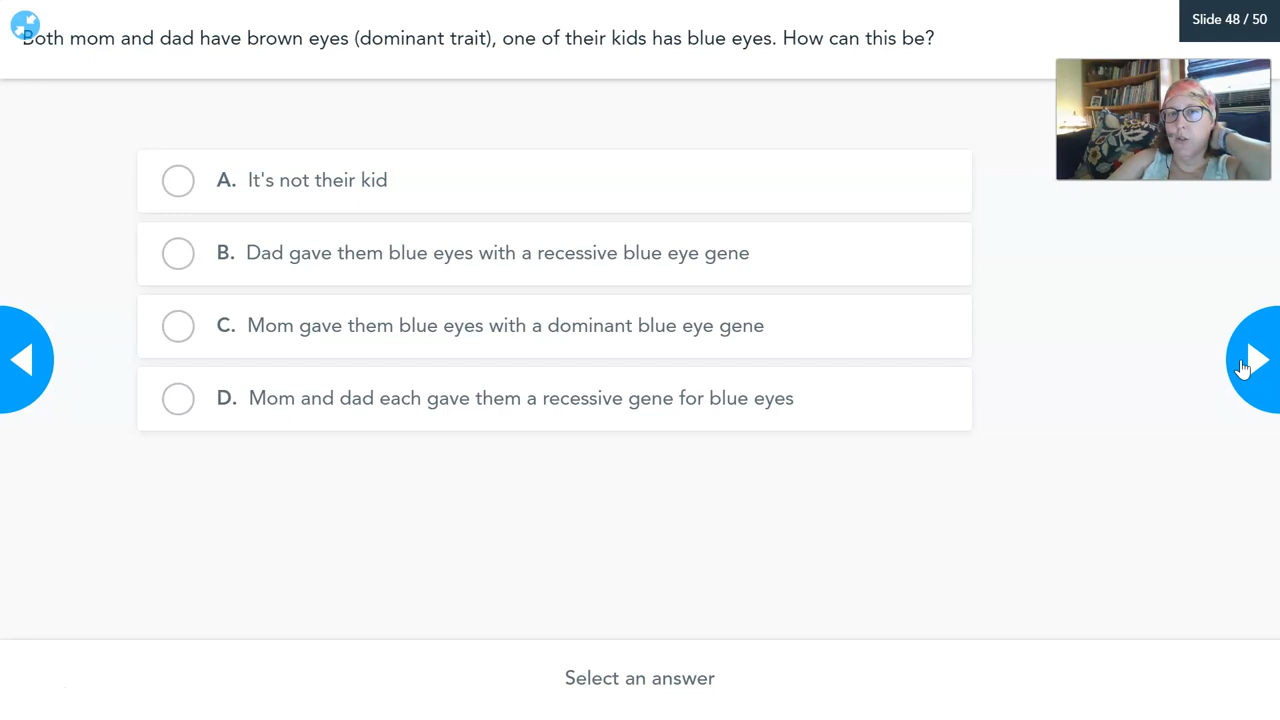 Slide 48 / 50
Both mom and dad have brown eyes (dominant trait), one of their kids has blue eyes. How can this be?
A. It's not their kid
B. Dad gave them blue eyes with a recessive blue eye gene
C. Mom gave them blue eyes with a dominant blue eye gene
D. Mom and dad each gave them a recessive gene for blue eyes
Select an answer